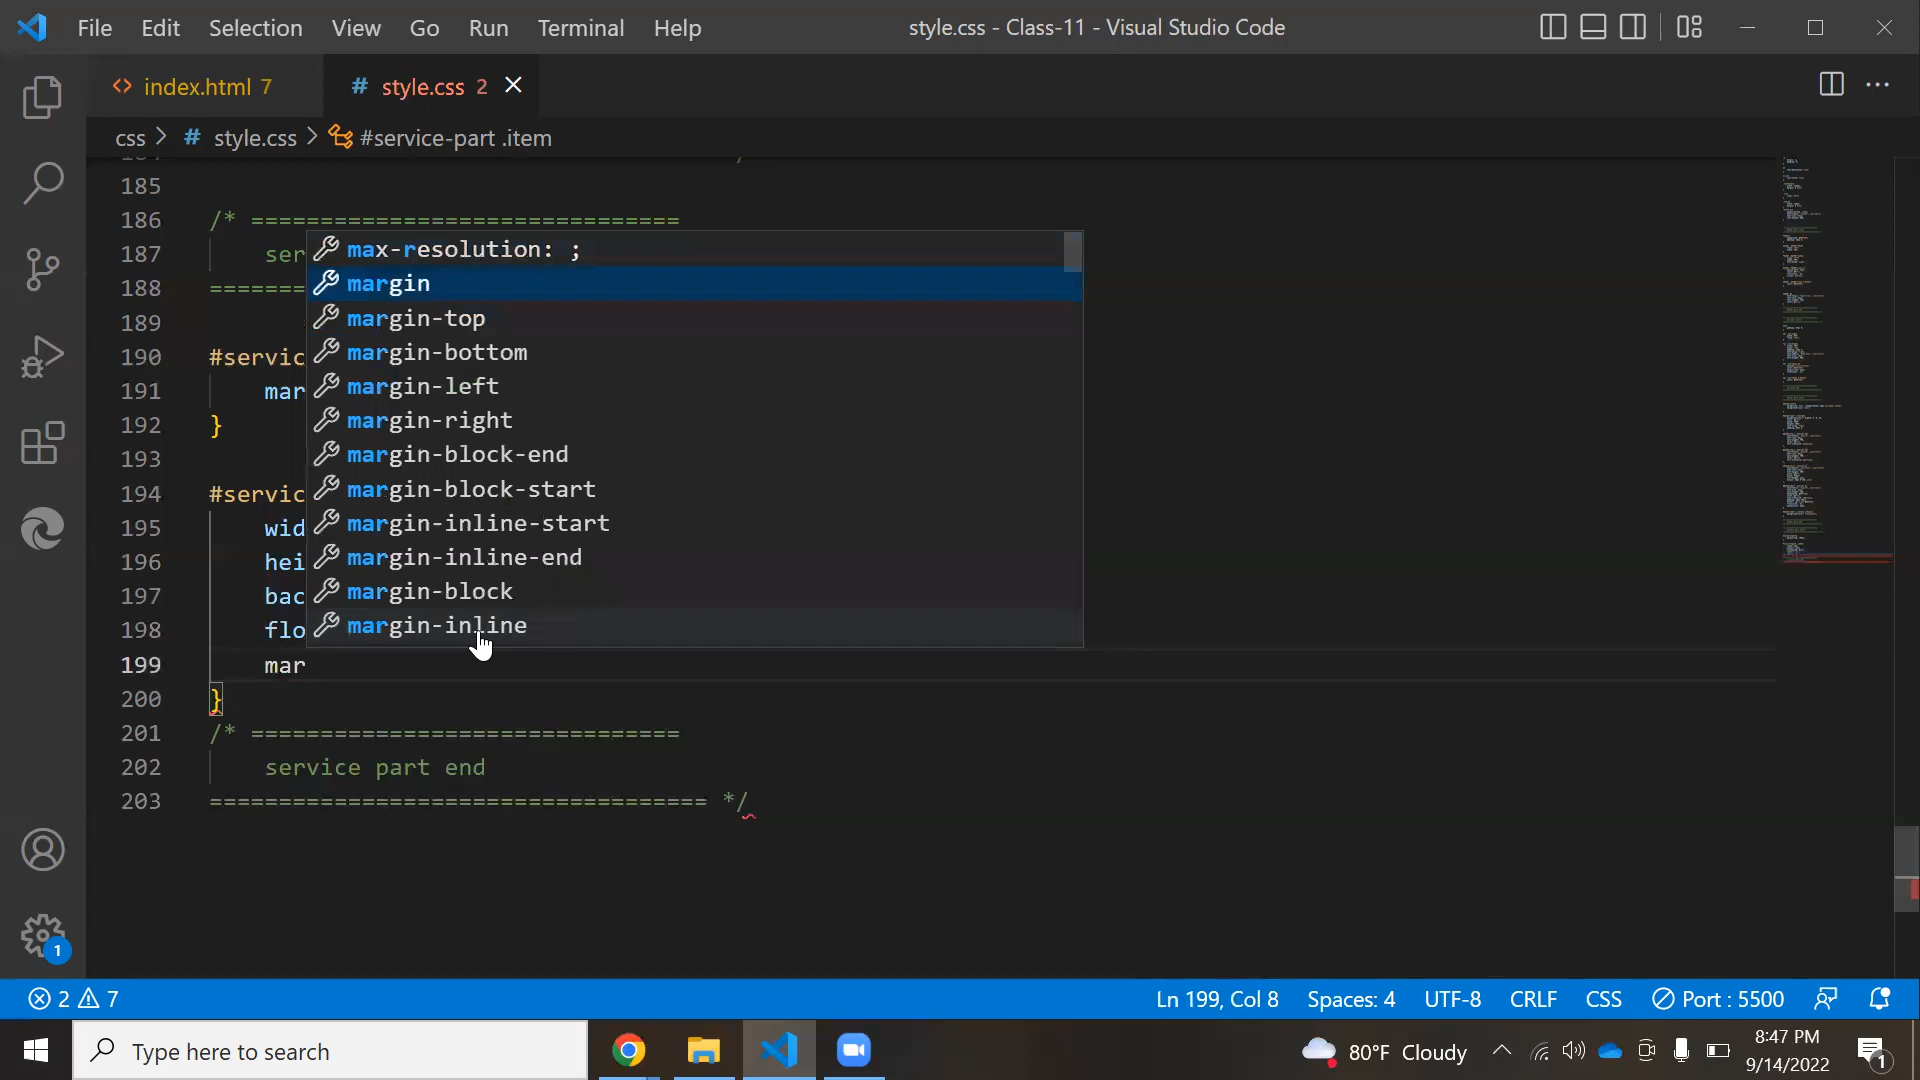 File Edit Selection View Go Run Terminal Help
style.css - Class-11 - Visual Studio Code
<> index.html 7
# style.css 2
css > # style.css > #service-part .item
185
186 /* ===============================
187 ser
188 =======
189
190 #servic
191 mar
192 }
193
194 #servic
195 wid
196 hei
197 bac
198 flo
199 mar
200 }
201 /* ===============================
202 service part end
203 ==================================== */
max-resolution: ;
margin
margin-top
margin-bottom
margin-left
margin-right
margin-block-end
margin-block-start
margin-inline-start
margin-inline-end
margin-block
margin-inline
1
2 7
Ln 199, Col 8 Spaces: 4 UTF-8 CRLF CSS Port : 5500
Type here to search
80°F Cloudy
8:47 PM
9/14/2022
1